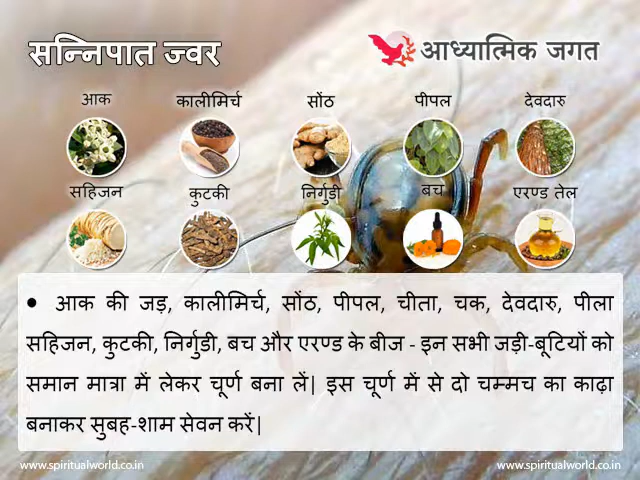 सन्निपात ज्वर
आध्यात्मिक जगत
आक कालीमिर्च सोंठ पीपल देवदारु
सहिजन कुटकी निर्गुडी बच एरण्ड तेल
• आक की जड़, कालीमिर्च, सोंठ, पीपल, चीता, चक, देवदारु, पीला
सहिजन, कुटकी, निर्गुडी, बच और एरण्ड के बीज - इन सभी जड़ी-बूटियों को
समान मात्रा में लेकर चूर्ण बना लें| इस चूर्ण में से दो चम्मच का काढ़ा
बनाकर सुबह-शाम सेवन करें|
www.spiritualworld.co.in
www.spiritualworld.co.in